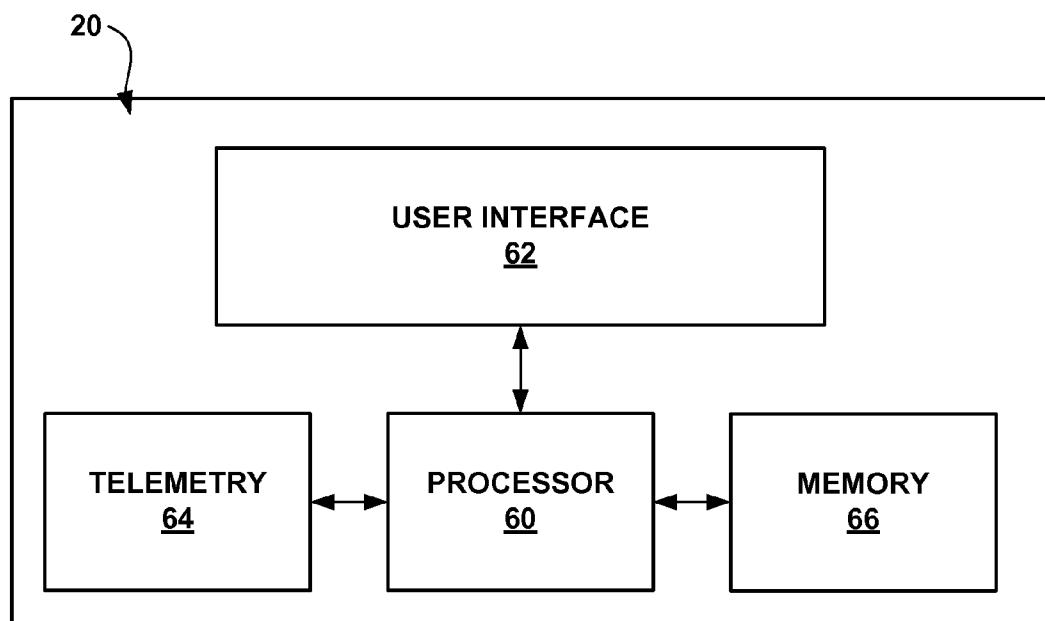 20
USER INTERFACE
62
TELEMETRY
64
PROCESSOR
60
MEMORY
66